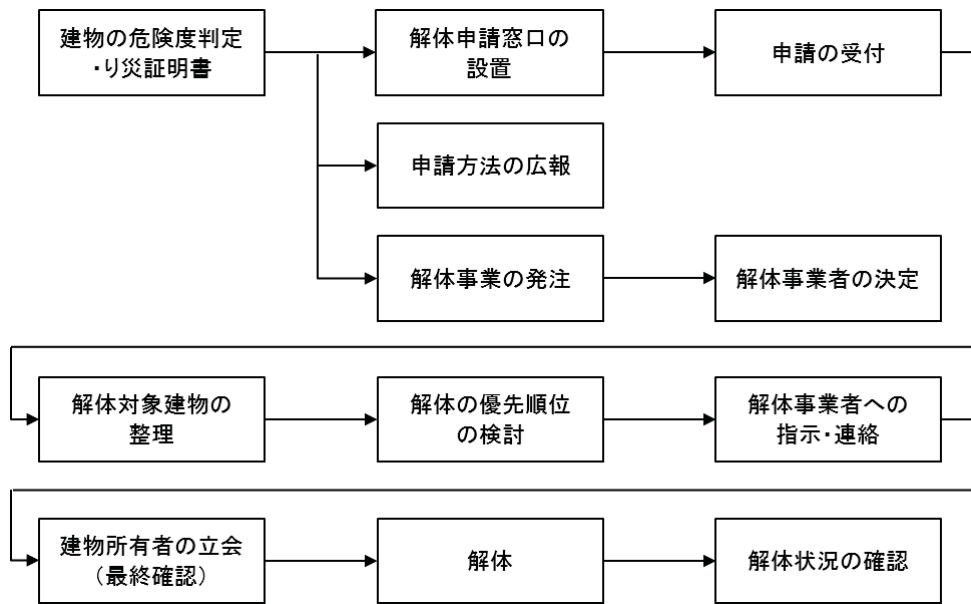 建物の危険度判定
・り災証明書
解体申請窓口の
設置
申請の受付
申請方法の広報
解体事業の発注
解体事業者の決定
解体対象建物の
整理
解体の優先順位
の検討
解体事業者への
指示・連絡
建物所有者の立会
（最終確認）
解体
解体状況の確認